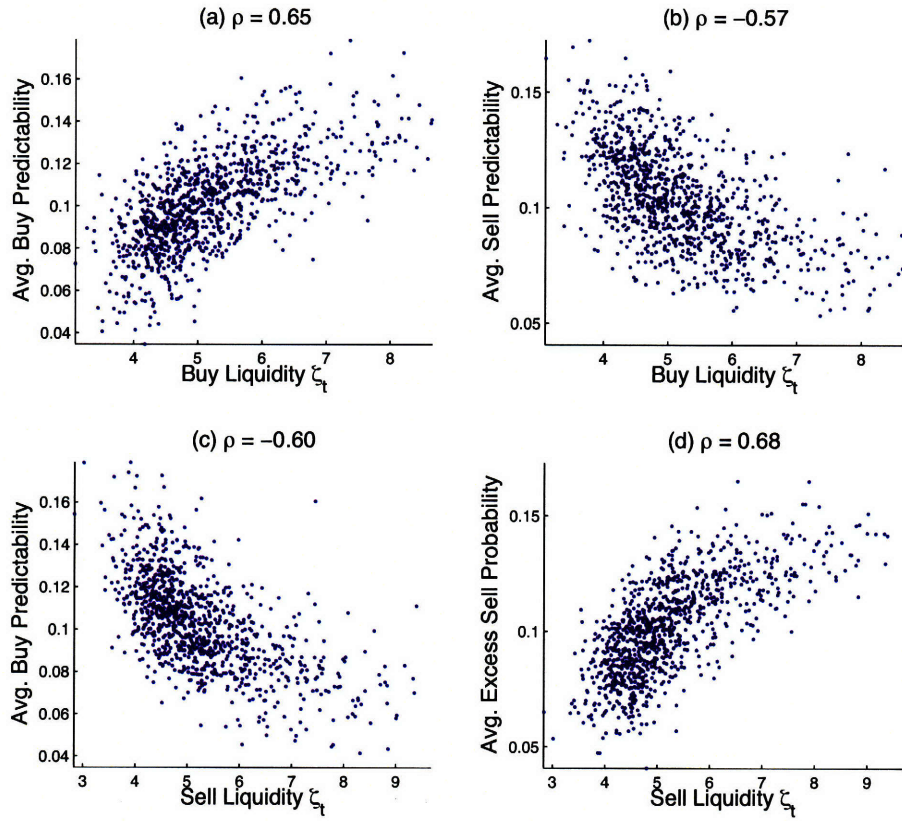 (a) ρ = 0.65
Avg. Buy Predictability
0.16
0.14
0.12
0.1
0.08
0.06
0.04
4 5 6 7 8
Buy Liquidity ζt
(b) ρ = −0.57
Avg. Sell Predictability
0.15
0.1
0.05
4 5 6 7 8
Buy Liquidity ζt
(c) ρ = −0.60
Avg. Buy Predictability
0.16
0.14
0.12
0.1
0.08
0.06
0.04
3 4 5 6 7 8 9
Sell Liquidity ζt
(d) ρ = 0.68
Avg. Excess Sell Probability
0.15
0.1
0.05
3 4 5 6 7 8 9
Sell Liquidity ζt